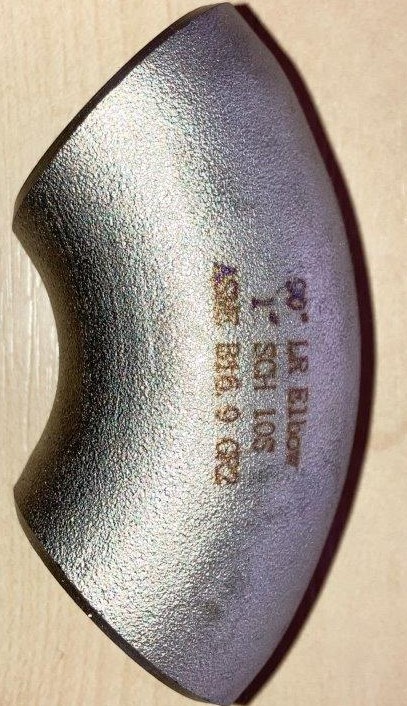 90° LR Elbow
1" SCH 10S
ASME B16.9 GR2